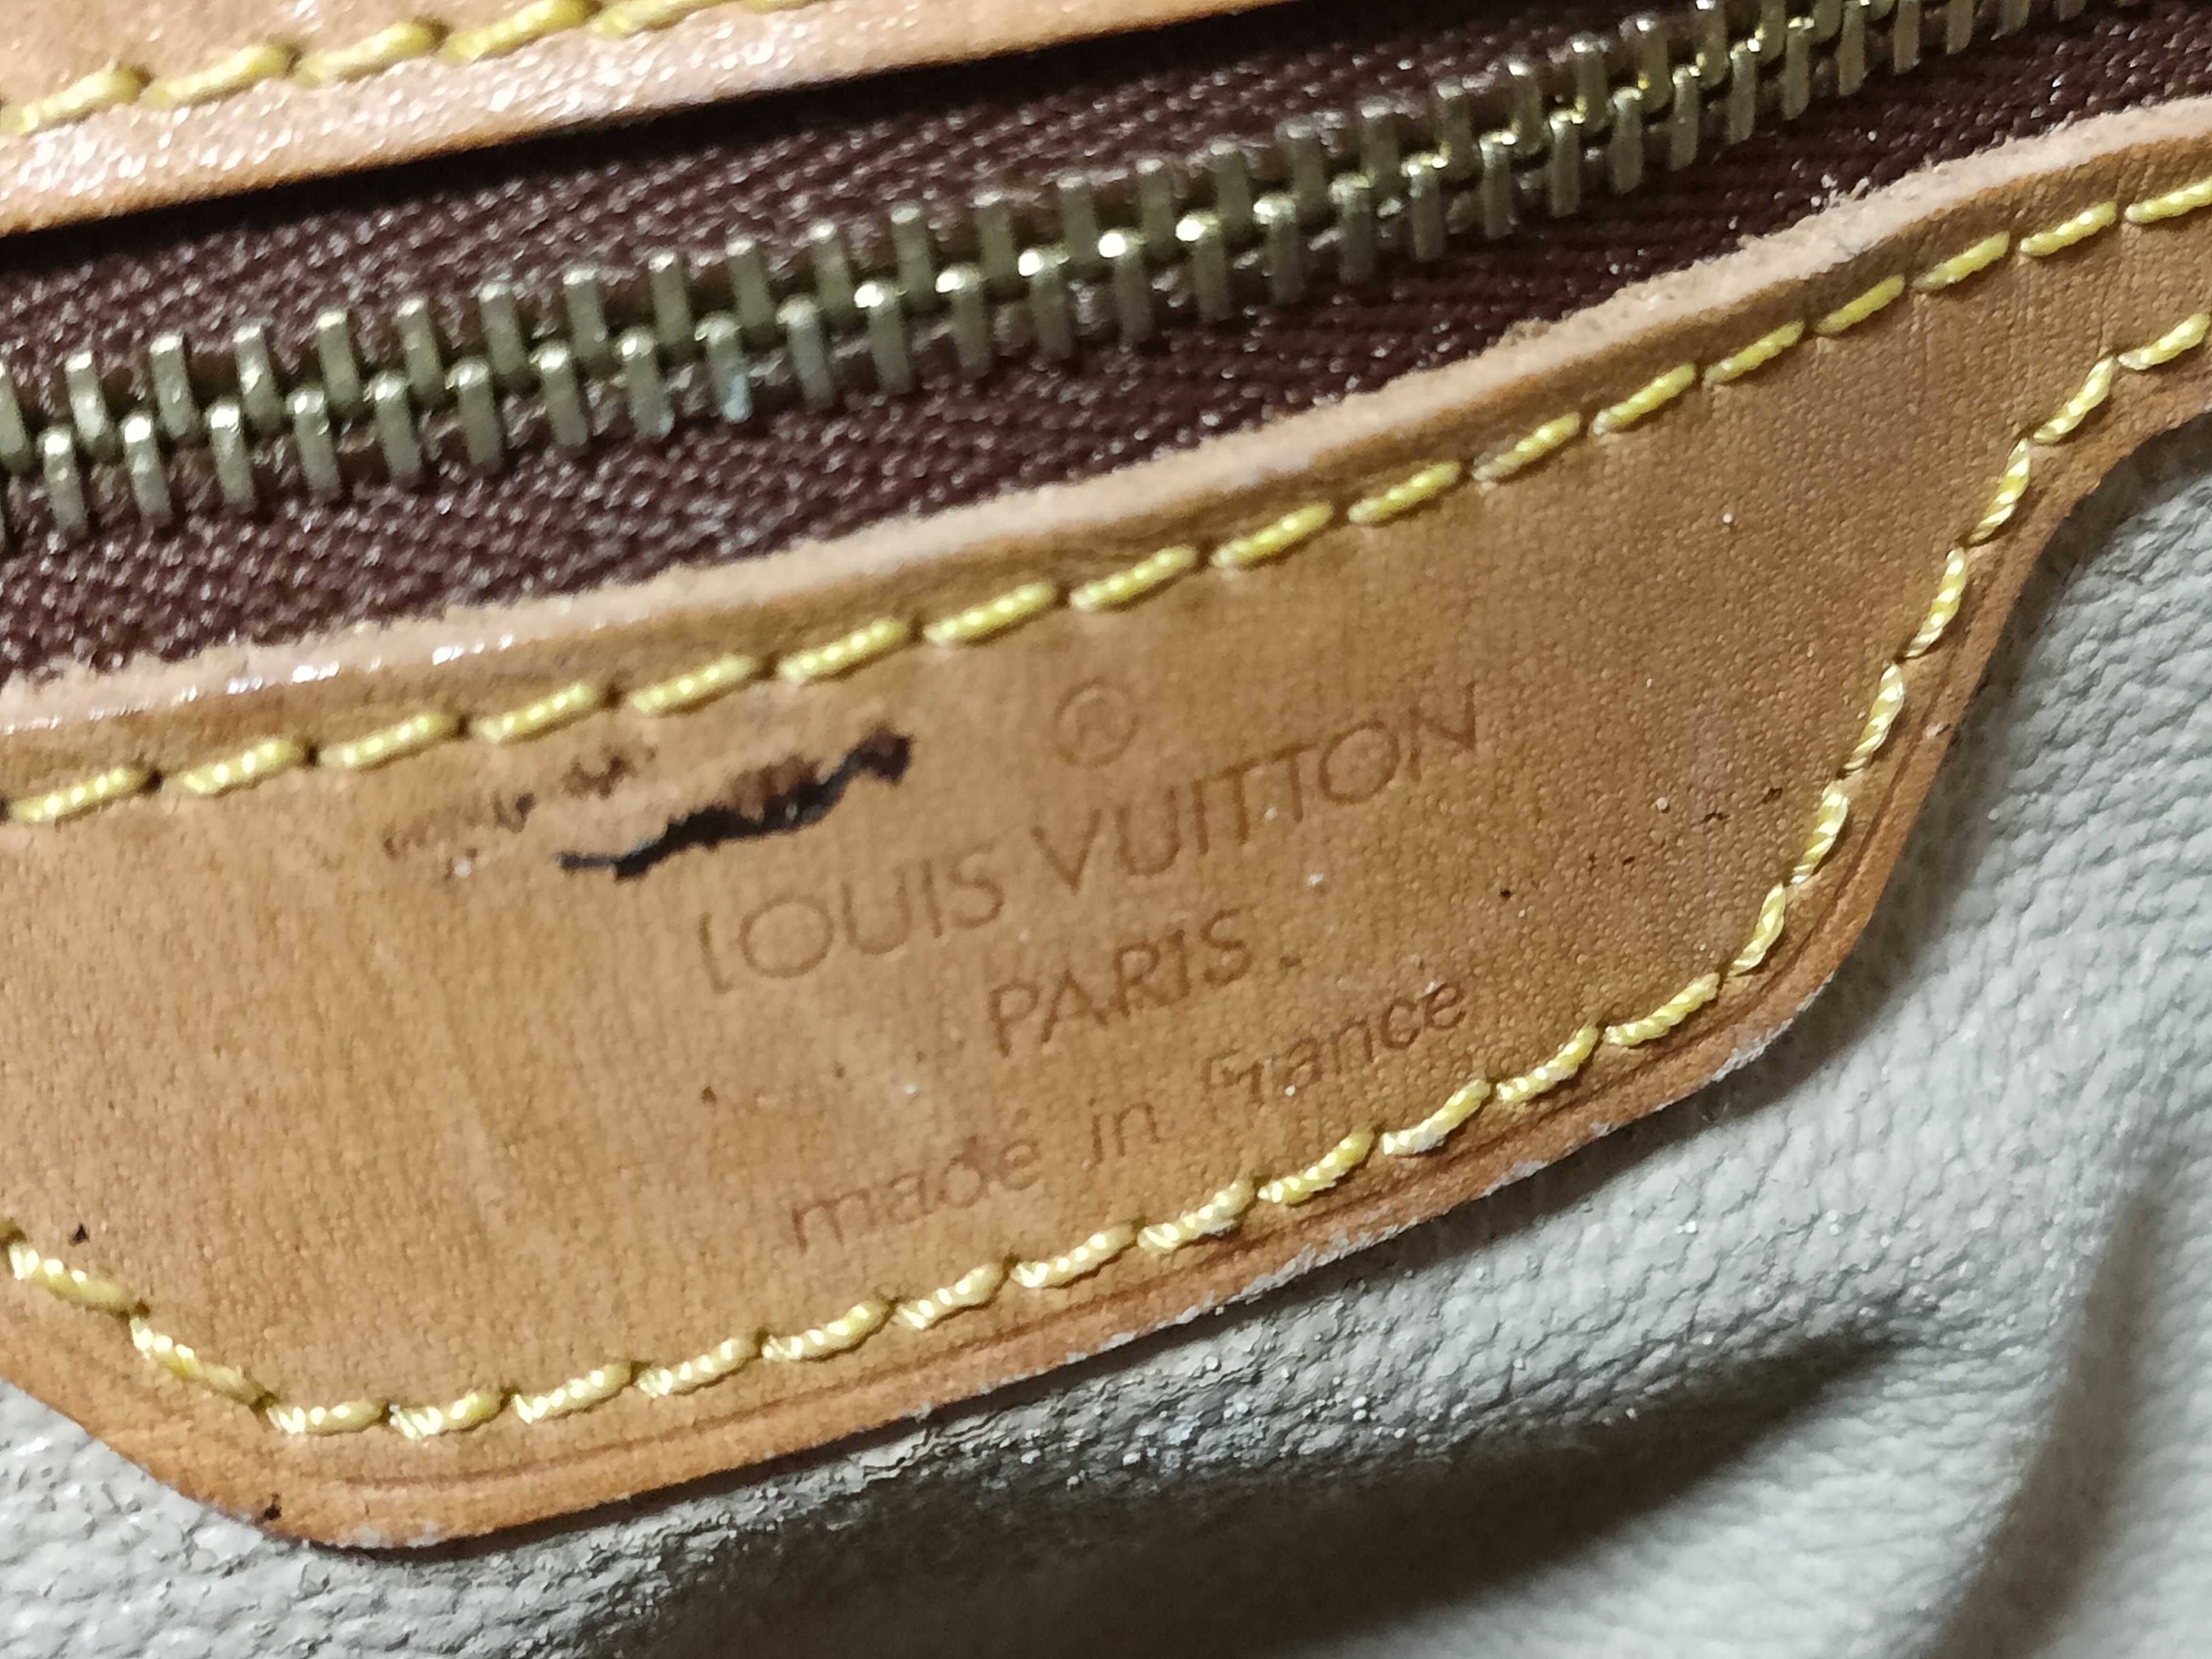 ®
LOUIS VUITTON
PARIS
made in France